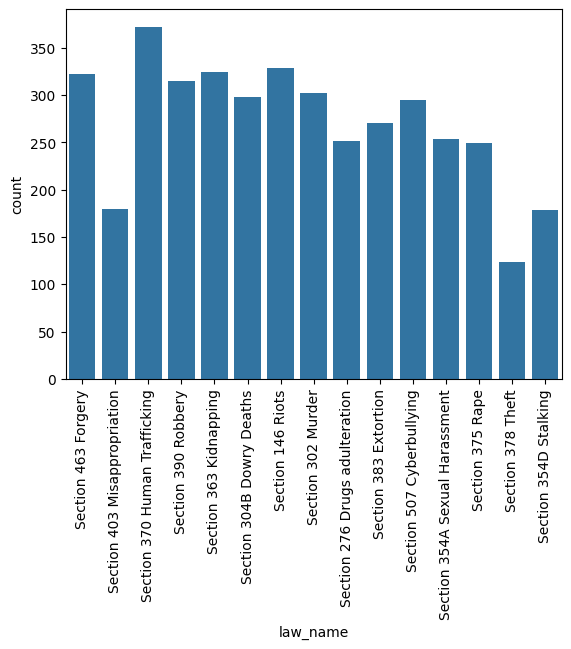 350
300
250
200
150
100
50
0
count
Section 463 Forgery
Section 403 Misappropriation
Section 370 Human Trafficking
Section 390 Robbery
Section 363 Kidnapping
Section 304B Dowry Deaths
Section 146 Riots
Section 302 Murder
Section 276 Drugs adulteration
Section 383 Extortion
Section 507 Cyberbullying
Section 354A Sexual Harassment
Section 375 Rape
Section 378 Theft
Section 354D Stalking
law_name